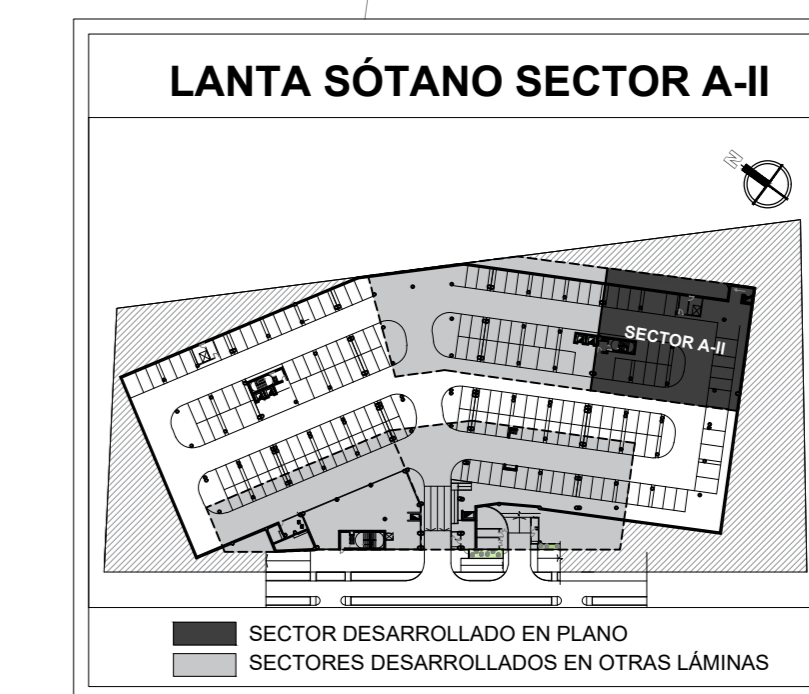 LANTA SÓTANO SECTOR A-II
N
SECTOR A-II
SECTOR DESARROLLADO EN PLANO
SECTORES DESARROLLADOS EN OTRAS LÁMINAS